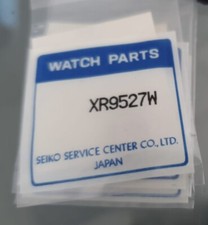 WATCH PARTS
XR9527W
SEIKO SERVICE CENTER CO., LTD.
JAPAN